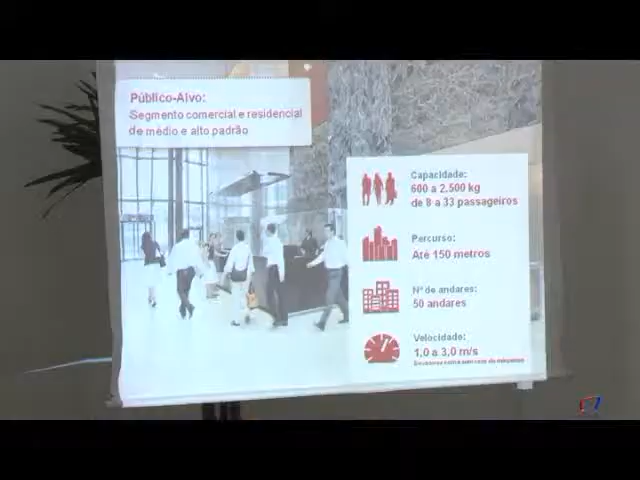 Público-Alvo:
Segmento comercial e residencial
de médio e alto padrão
Capacidade:
600 a 2.500 kg
de 8 a 33 passageiros
Percurso:
Até 150 metros
Nº de andares:
50 andares
Velocidade:
1,0 a 3,0 m/s